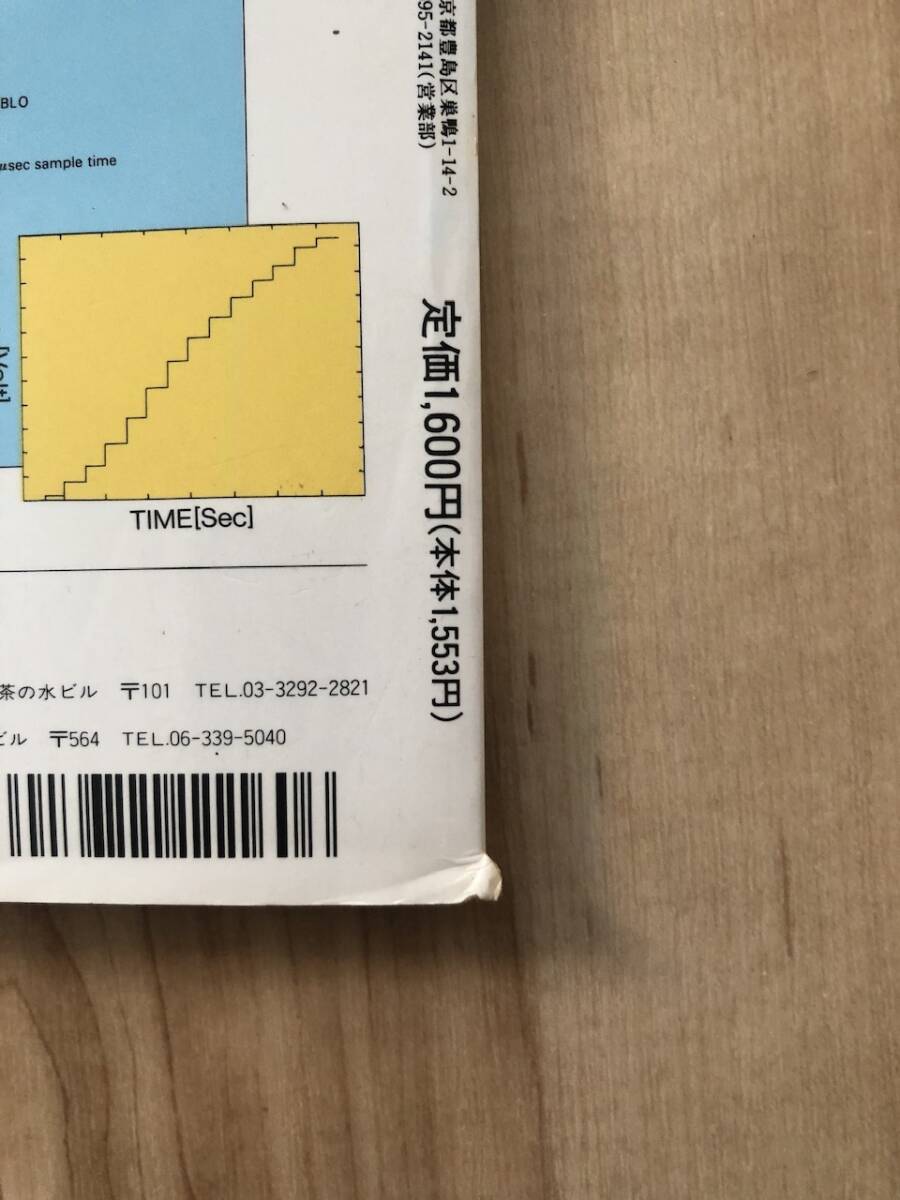 BLO
μsec sample time
TIME[Sec]
茶の水ビル 〒101 TEL.03-3292-2821
ビル 〒564 TEL.06-339-5040
京都豊島区巣鴨1-14-2
95-2141(営業部)
定価1,600円(本体1,553円)